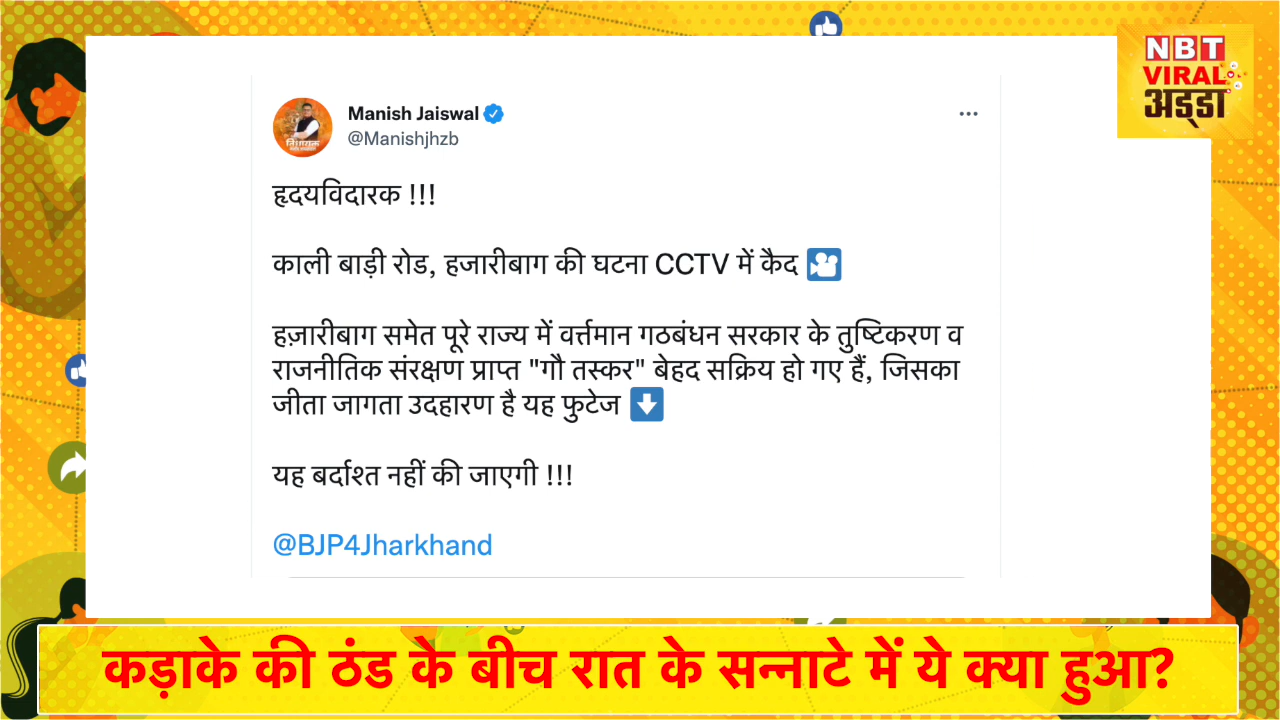 NBT
VIRAL
अड्डा
Manish Jaiswal
@Manishjhzb
विधायक
हृदयविदारक !!!
काली बाड़ी रोड, हजारीबाग की घटना CCTV में कैद
हज़ारीबाग समेत पूरे राज्य में वर्त्तमान गठबंधन सरकार के तुष्टिकरण व
राजनीतिक संरक्षण प्राप्त "गौ तस्कर" बेहद सक्रिय हो गए हैं, जिसका
जीता जागता उदहारण है यह फुटेज
यह बर्दाश्त नहीं की जाएगी !!!
@BJP4Jharkhand
कड़ाके की ठंड के बीच रात के सन्नाटे में ये क्या हुआ?